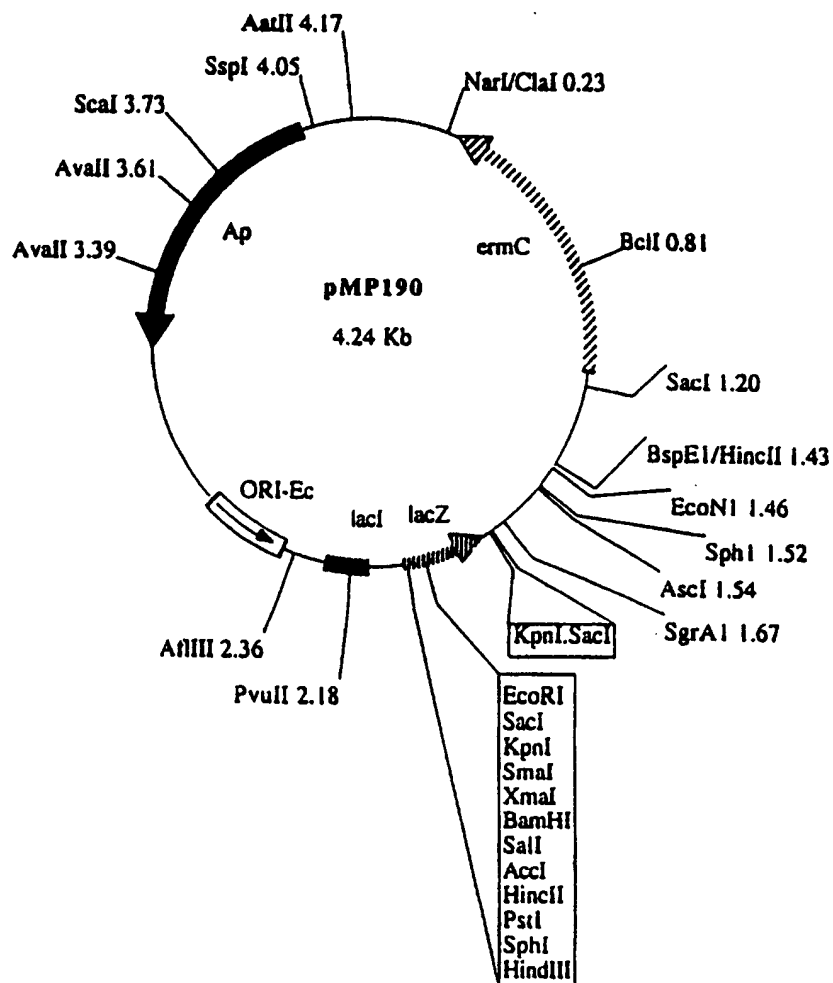 AatII 4.17
SspI 4.05
NarI/ClaI 0.23
ScaI 3.73
AvaII 3.61
Ap
ermC
BclI 0.81
AvaII 3.39
pMP190
4.24 Kb
SacI 1.20
BspE1/HincII 1.43
ORI-Ec
lacI
lacZ
EcoN1 1.46
Sph1 1.52
AscI 1.54
KpnI.SacI
SgrA1 1.67
AflIII 2.36
PvuII 2.18
EcoRI
SacI
KpnI
SmaI
XmaI
BamHI
SalI
AccI
HincII
PstI
SphI
HindIII